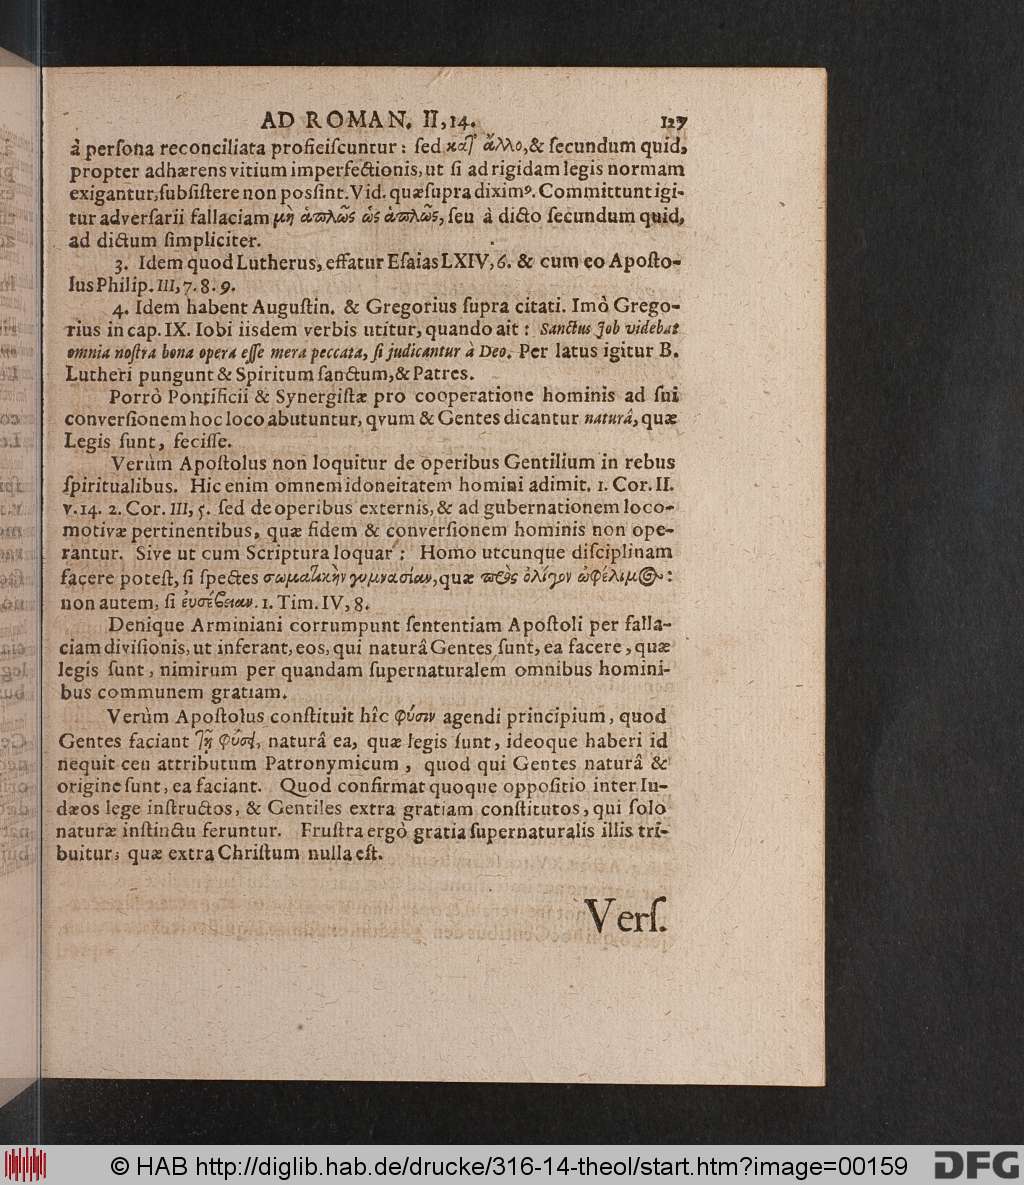 AD ROMAN. II, 14. 127
à perſona reconciliata proficiſcuntur: ſed κατ' ἄλλο, & ſecundum quid,
propter adhærens vitium imperfectionis, ut ſi ad rigidam legis normam
exigantur, ſubſiſtere non poſſint. Vid. quæ ſupra diximꝰ. Committunt igi-
tur adverſarii fallaciam μὴ ἁπλῶς ὡς ἁπλῶς, ſeu à dicto ſecundum quid,
ad dictum ſimpliciter.
3. Idem quod Lutherus, effatur Eſaias LXIV, 6. & cum eo Apoſto-
lus Philip. III, 7. 8. 9.
4. Idem habent Auguſtin. & Gregorius ſupra citati. Imò Grego-
rius in cap. IX. Iobi iisdem verbis utitur, quando ait: Sanctus Job videbat
omnia noſtra bona opera eſſe mera peccata, ſi judicantur à Deo. Per latus igitur B.
Lutheri pungunt & Spiritum ſanctum, & Patres.
Porrò Pontificii & Synergiſtæ pro cooperatione hominis ad ſui
converſionem hoc loco abutuntur, qvum & Gentes dicantur naturâ, quæ
Legis ſunt, feciſſe.
Verùm Apoſtolus non loquitur de operibus Gentilium in rebus
ſpiritualibus. Hic enim omnem idoneitatem homini adimit. 1. Cor. II.
v. 14. 2. Cor. III, 5. ſed de operibus externis, & ad gubernationem loco-
motivæ pertinentibus, quæ fidem & converſionem hominis non ope-
rantur. Sive ut cum Scriptura loquar: Homo utcunque diſciplinam
facere poteſt, ſi ſpectes σωματικὴν γυμνασίαν, quæ πρὸς ὀλίγον ὠφέλιμος:
non autem, ſi ἐυσέβειαν. 1. Tim. IV, 8.
Denique Arminiani corrumpunt ſententiam Apoſtoli per falla-
ciam diviſionis, ut inferant, eos, qui naturâ Gentes ſunt, ea facere, quæ
legis ſunt, nimirum per quandam ſupernaturalem omnibus homini-
bus communem gratiam.
Verùm Apoſtolus conſtituit hîc φύσιν agendi principium, quod
Gentes faciant τῇ φύσει, naturâ ea, quæ legis ſunt, ideoque haberi id
nequit ceu attributum Patronymicum, quod qui Gentes naturâ &
origine ſunt, ea faciant. Quod confirmat quoque oppoſitio inter Iu-
dæos lege inſtructos, & Gentiles extra gratiam conſtitutos, qui ſolo
naturæ inſtinctu feruntur. Fruſtra ergò gratia ſupernaturalis illis tri-
buitur; quæ extra Chriſtum nulla eſt.
Verſ.
© HAB http://diglib.hab.de/drucke/316-14-theol/start.htm?image=00159
DFG